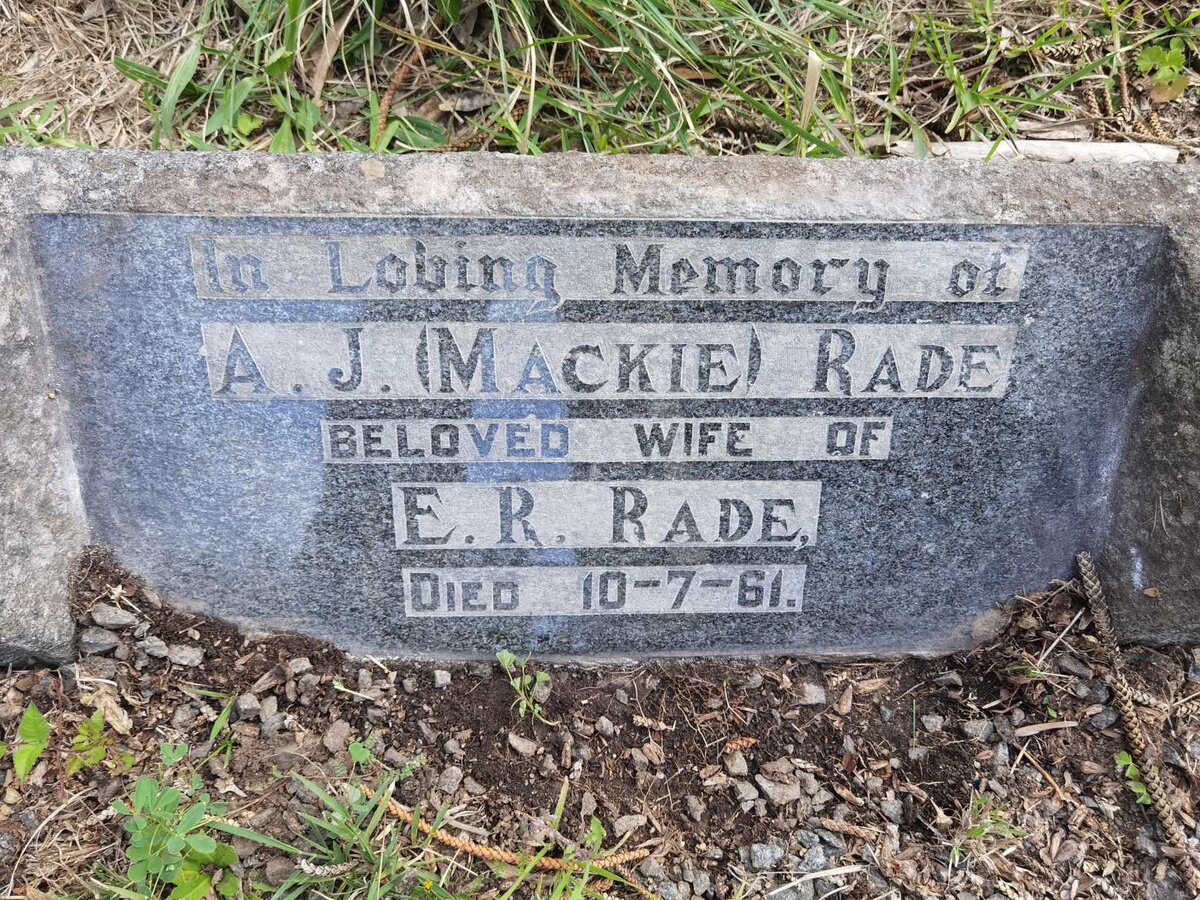 In Loving Memory of
A. J. (MACKIE) RADE
BELOVED WIFE OF
E. R. RADE,
DIED 10-7-61.